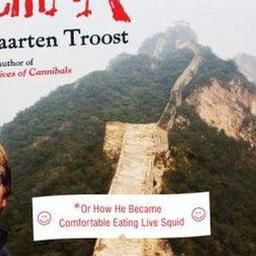 aarten Troost
uthor of
ives of Cannibals
*Or How He Became
Comfortable Eating Live Squid